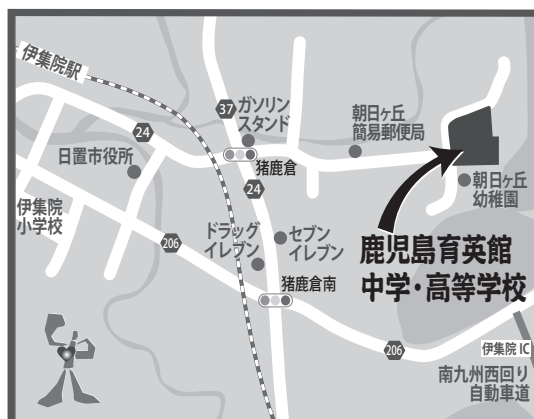 伊集院駅
37
ガソリン
スタンド
朝日ヶ丘
簡易郵便局
24
日置市役所
猪鹿倉
24
朝日ヶ丘
幼稚園
伊集院
小学校
206
ドラッグ
イレブン
セブン
イレブン
鹿児島育英館
中学・高等学校
猪鹿倉南
206
伊集院 IC
南九州西回り
自動車道